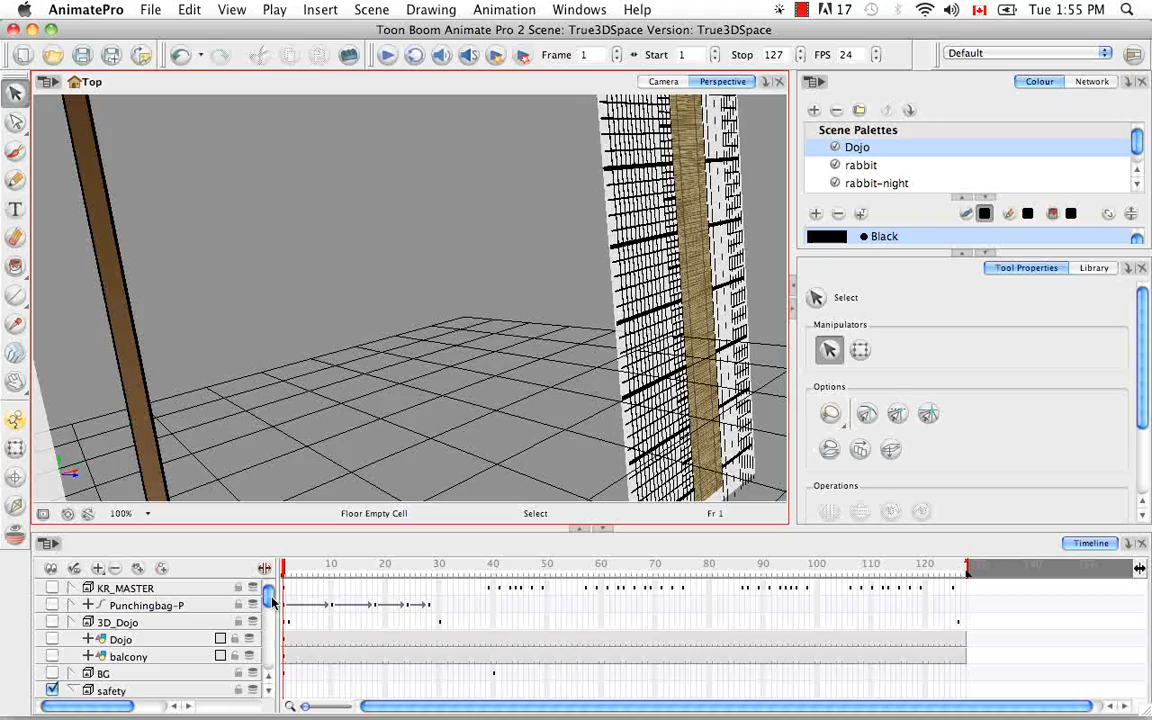 AnimatePro File Edit View Play Insert Scene Drawing Animation Windows Help 17 Tue 1:55 PM
Toon Boom Animate Pro 2 Scene: True3DSpace Version: True3DSpace
Frame 1 Start 1 Stop 127 FPS 24 Default
Top Camera Perspective Colour Network
Scene Palettes
Dojo
rabbit
rabbit-night
Black
Tool Properties Library
Select
Manipulators
Options
Operations
100% Floor Empty Cell Select Fr 1
Timeline
10 20 30 40 50 60 70 80 90 100 110 120
KR_MASTER
Punchingbag-P
3D_Dojo
Dojo
balcony
BG
safety